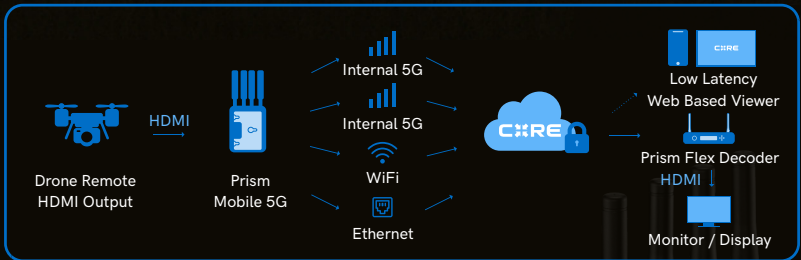 Drone Remote
HDMI Output
HDMI
Prism
Mobile 5G
Internal 5G
Internal 5G
WiFi
Ethernet
CORE
CORE
Low Latency
Web Based Viewer
Prism Flex Decoder
HDMI
Monitor / Display